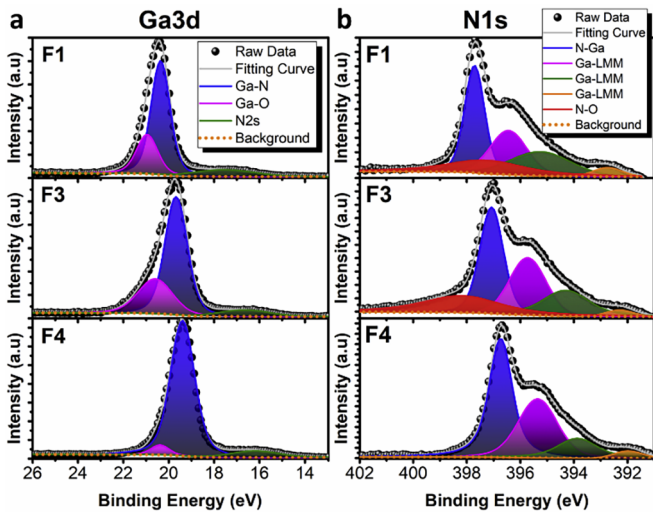 a
Ga3d
F1
Raw Data
Fitting Curve
Ga-N
Ga-O
N2s
Background
Intensity (a.u)
F3
Intensity (a.u)
F4
Intensity (a.u)
26 24 22 20 18 16 14
Binding Energy (eV)
b
N1s
F1
Raw Data
Fitting Curve
N-Ga
Ga-LMM
Ga-LMM
Ga-LMM
N-O
Background
Intensity (a.u)
F3
Intensity (a.u)
F4
Intensity (a.u)
402 400 398 396 394 392
Binding Energy (eV)